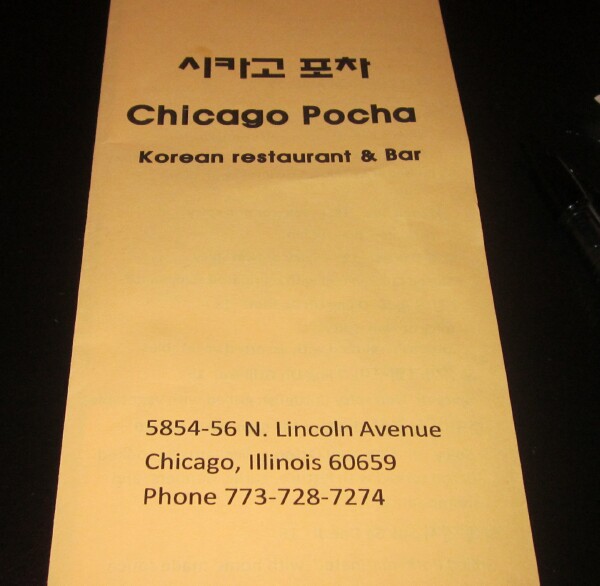 시카고 포차
Chicago Pocha
Korean restaurant & Bar
5854-56 N. Lincoln Avenue
Chicago, Illinois 60659
Phone 773-728-7274